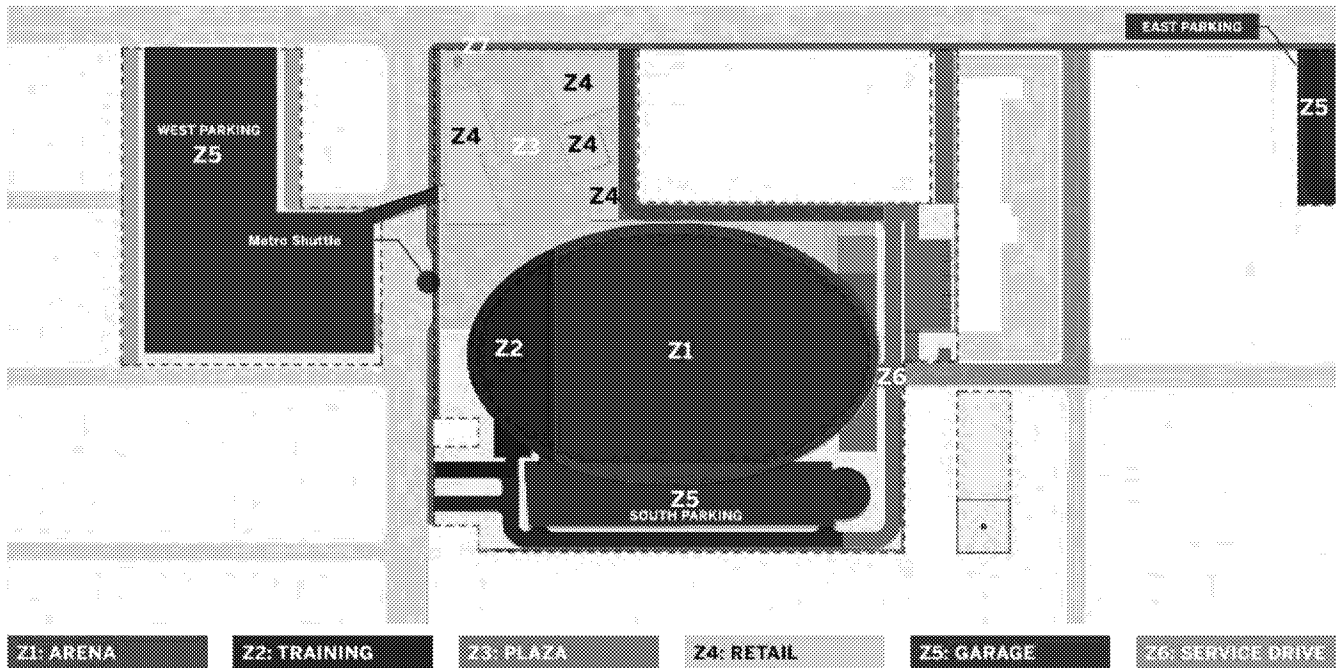 EAST PARKING
Z7
Z4
Z5
WEST PARKING
Z5
Z4
Z3
Z4
Z4
Metro Shuttle
Z2
Z1
Z6
Z5
SOUTH PARKING
Z1: ARENA
Z2: TRAINING
Z3: PLAZA
Z4: RETAIL
Z5: GARAGE
Z6: SERVICE DRIVE